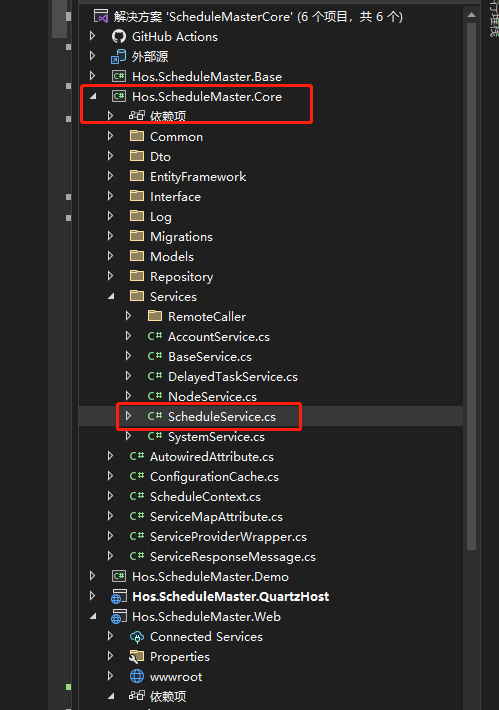 解决方案 'ScheduleMasterCore' (6 个项目，共 6 个)
GitHub Actions
外部源
Hos.ScheduleMaster.Base
Hos.ScheduleMaster.Core
依赖项
Common
Dto
EntityFramework
Interface
Log
Migrations
Models
Repository
Services
RemoteCaller
C# AccountService.cs
C# BaseService.cs
C# DelayedTaskService.cs
C# NodeService.cs
C# ScheduleService.cs
C# SystemService.cs
C# AutowiredAttribute.cs
C# ConfigurationCache.cs
C# ScheduleContext.cs
C# ServiceMapAttribute.cs
C# ServiceProviderWrapper.cs
C# ServiceResponseMessage.cs
Hos.ScheduleMaster.Demo
Hos.ScheduleMaster.QuartzHost
Hos.ScheduleMaster.Web
Connected Services
Properties
wwwroot
依赖项